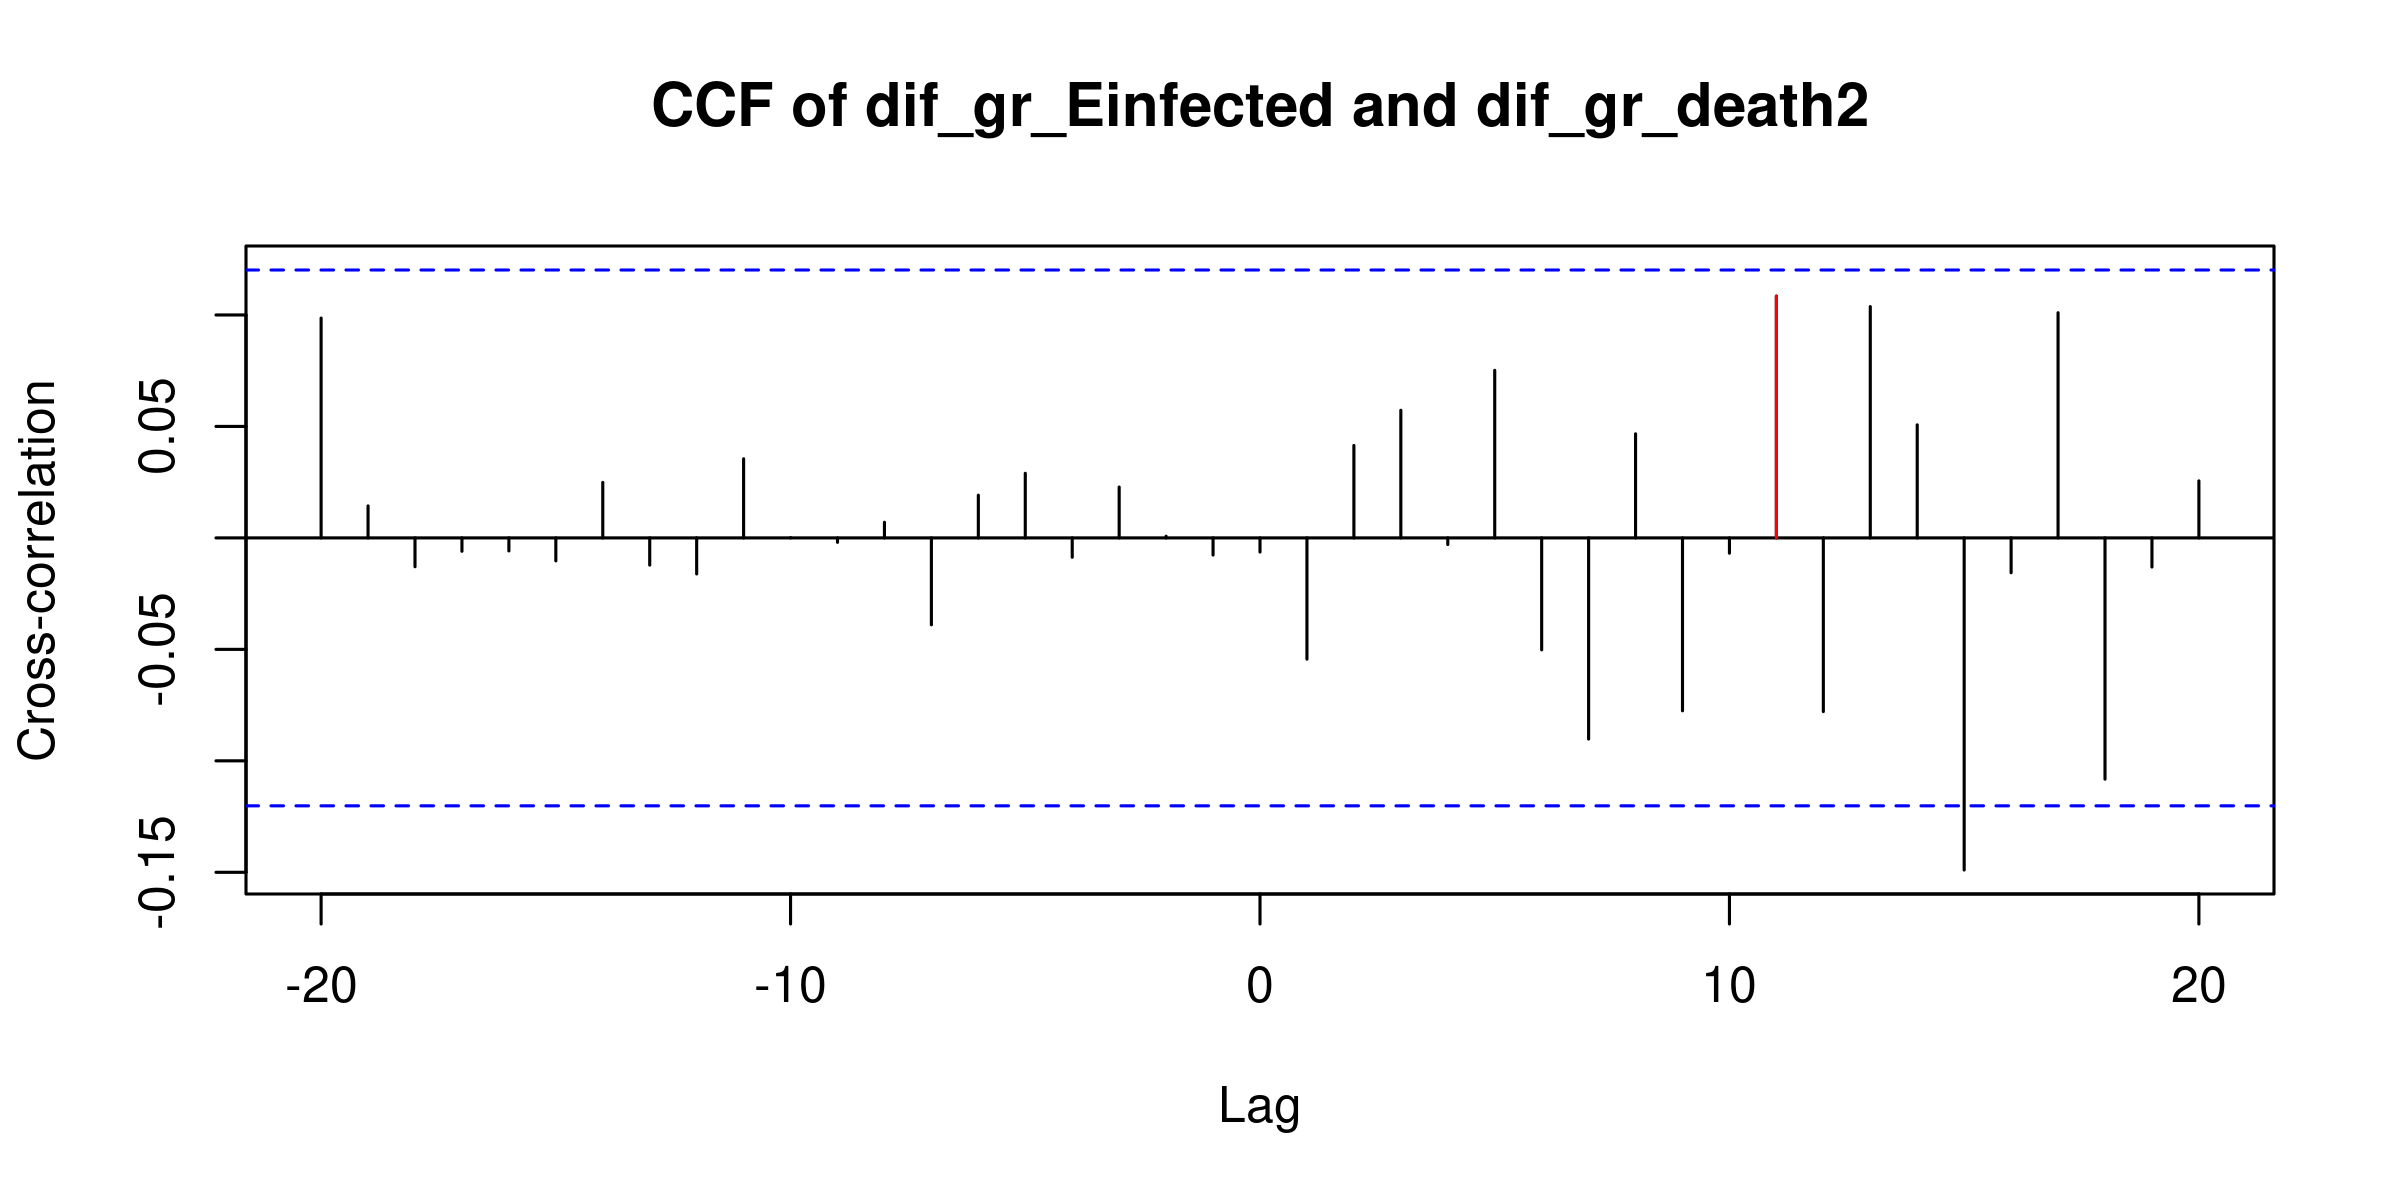 CCF of dif_gr_Einfected and dif_gr_death2
Cross-correlation
0.05
-0.05
-0.15
-20 -10 0 10 20
Lag